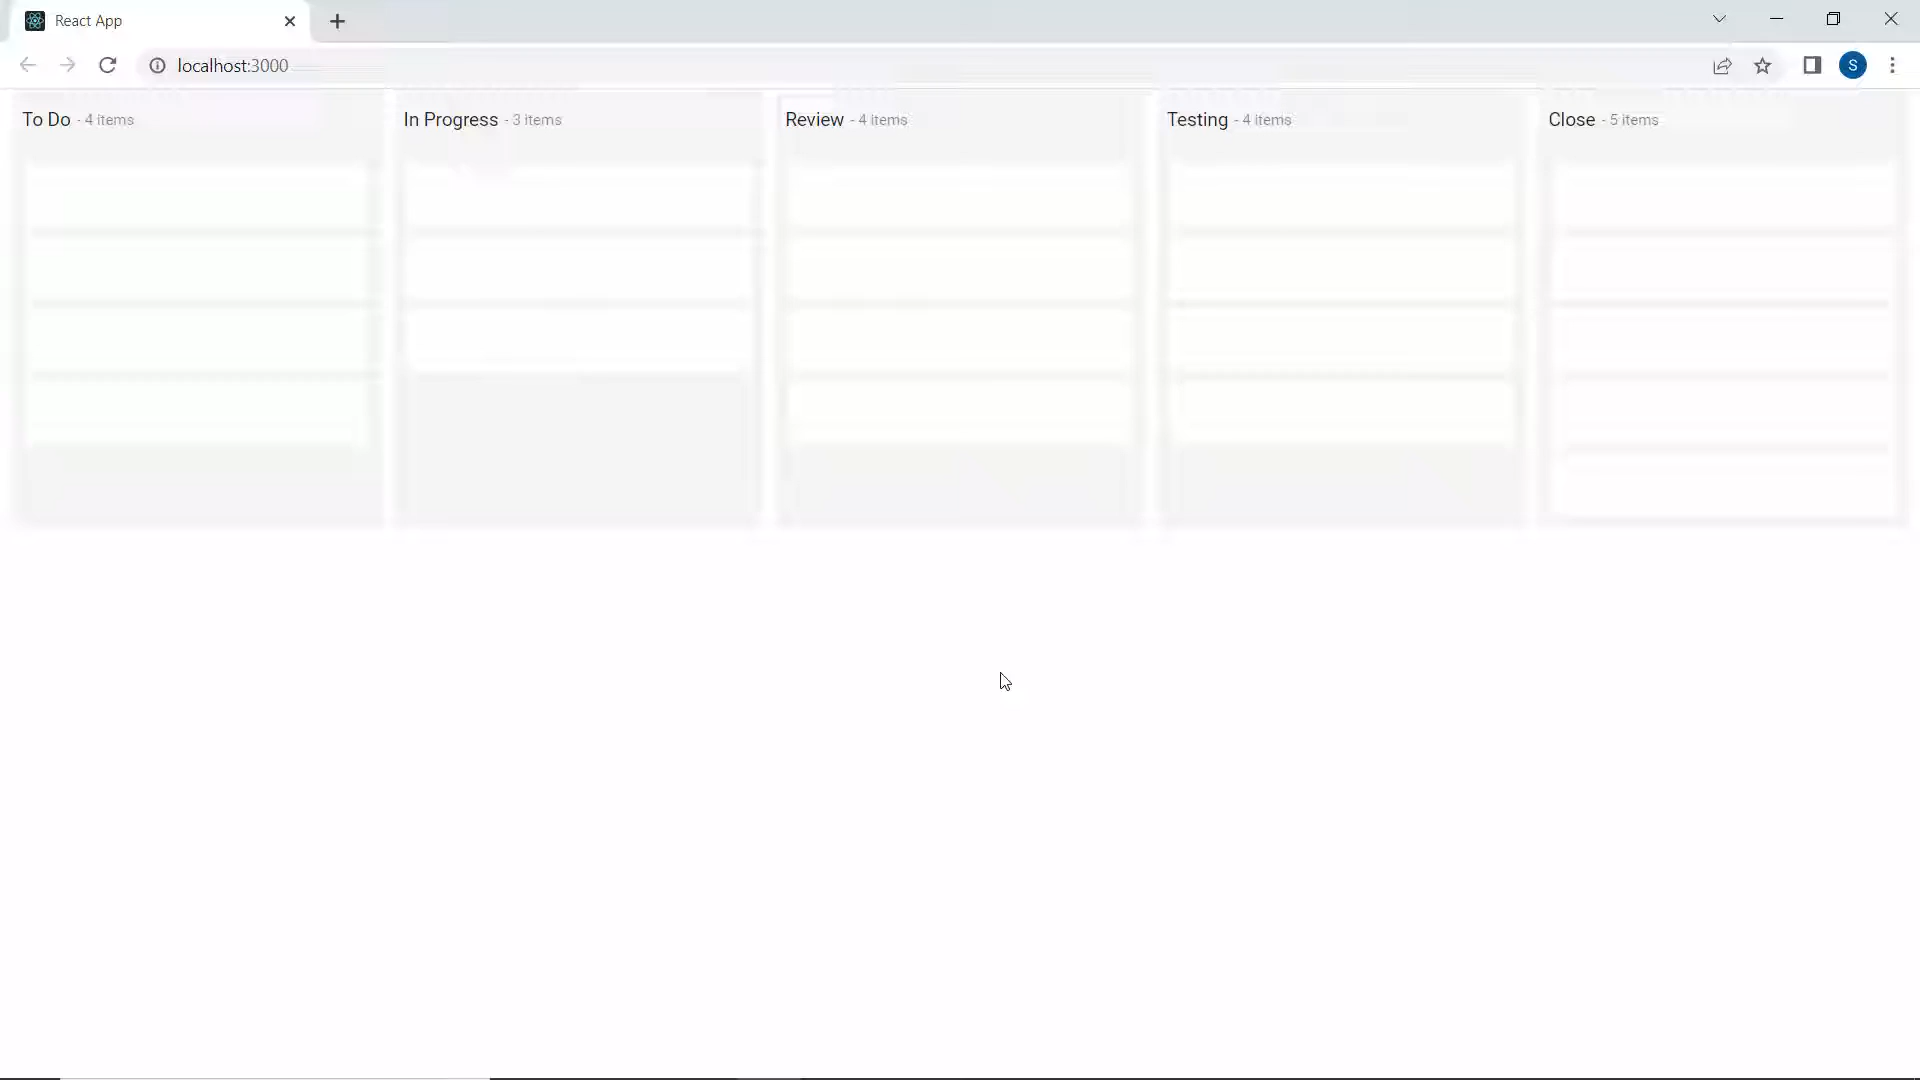 React App
localhost:3000
S
To Do - 4 items
In Progress - 3 items
Review - 4 items
Testing - 4 items
Close - 5 items